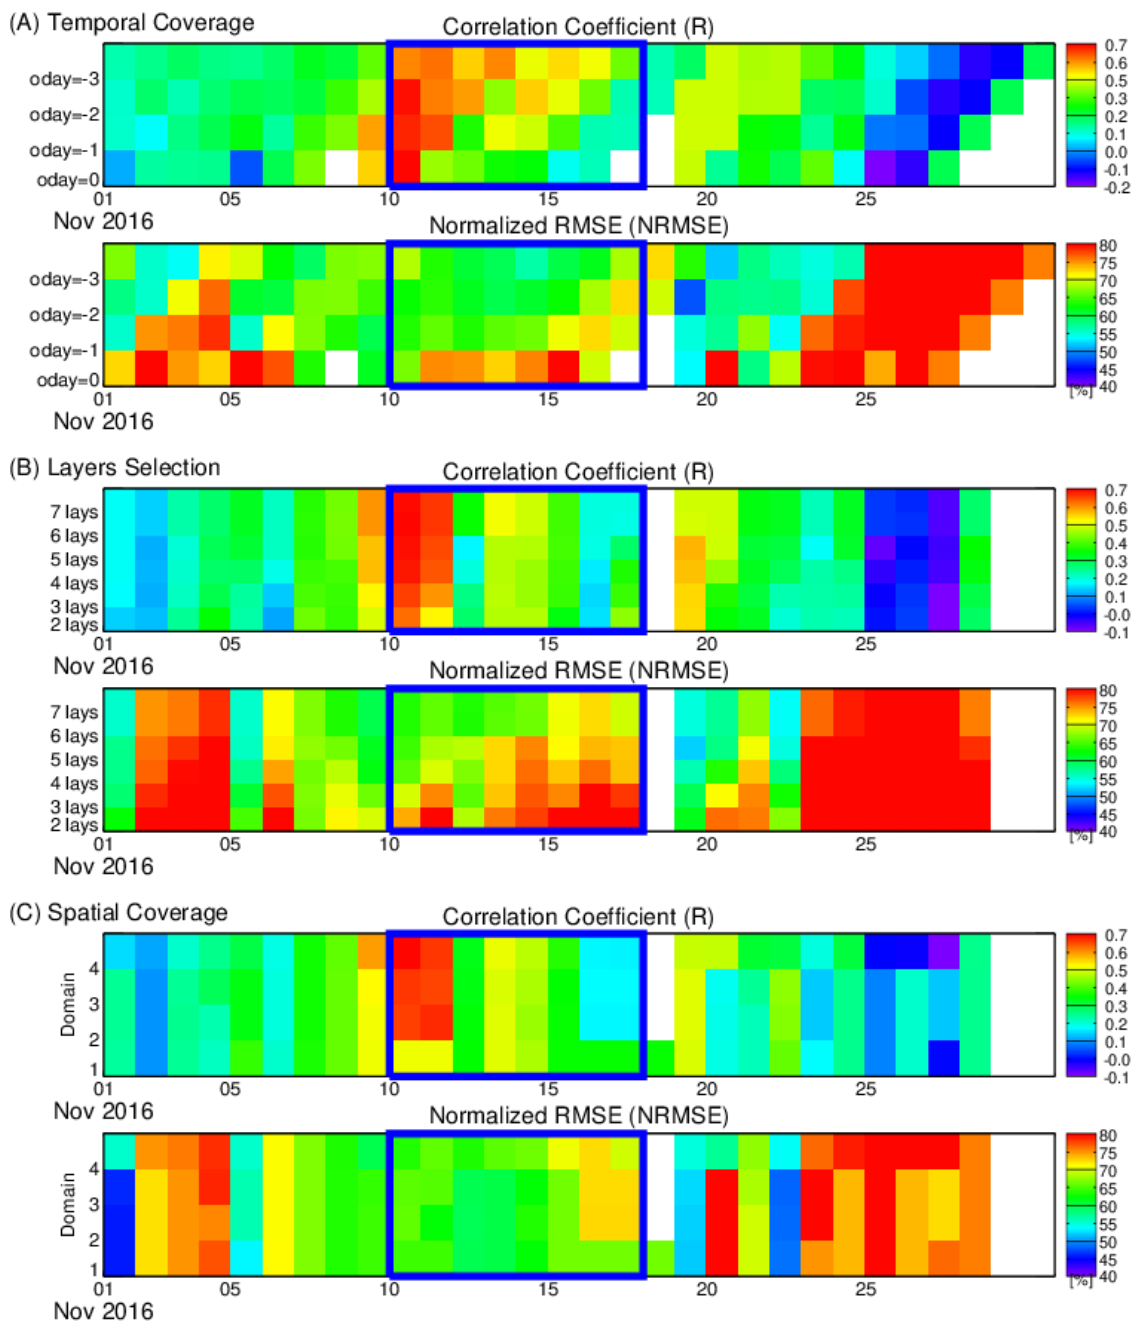 (A) Temporal Coverage
Correlation Coefficient (R)
oday=-3
oday=-2
oday=-1
oday=0
01 05 10 15 20 25
Nov 2016
0.7
0.6
0.5
0.4
0.3
0.2
0.1
0.0
-0.1
-0.2
Normalized RMSE (NRMSE)
oday=-3
oday=-2
oday=-1
oday=0
01 05 10 15 20 25
Nov 2016
80
75
70
65
60
55
50
45
40
[%]
(B) Layers Selection
Correlation Coefficient (R)
7 lays
6 lays
5 lays
4 lays
3 lays
2 lays
01 05 10 15 20 25
Nov 2016
0.7
0.6
0.5
0.4
0.3
0.2
0.1
-0.0
-0.1
Normalized RMSE (NRMSE)
7 lays
6 lays
5 lays
4 lays
3 lays
2 lays
01 05 10 15 20 25
Nov 2016
80
75
70
65
60
55
50
45
40
[%]
(C) Spatial Coverage
Correlation Coefficient (R)
Domain
4
3
2
1
01 05 10 15 20 25
Nov 2016
0.7
0.6
0.5
0.4
0.3
0.2
0.1
-0.0
-0.1
Normalized RMSE (NRMSE)
Domain
4
3
2
1
01 05 10 15 20 25
Nov 2016
80
75
70
65
60
55
50
45
40
[%]